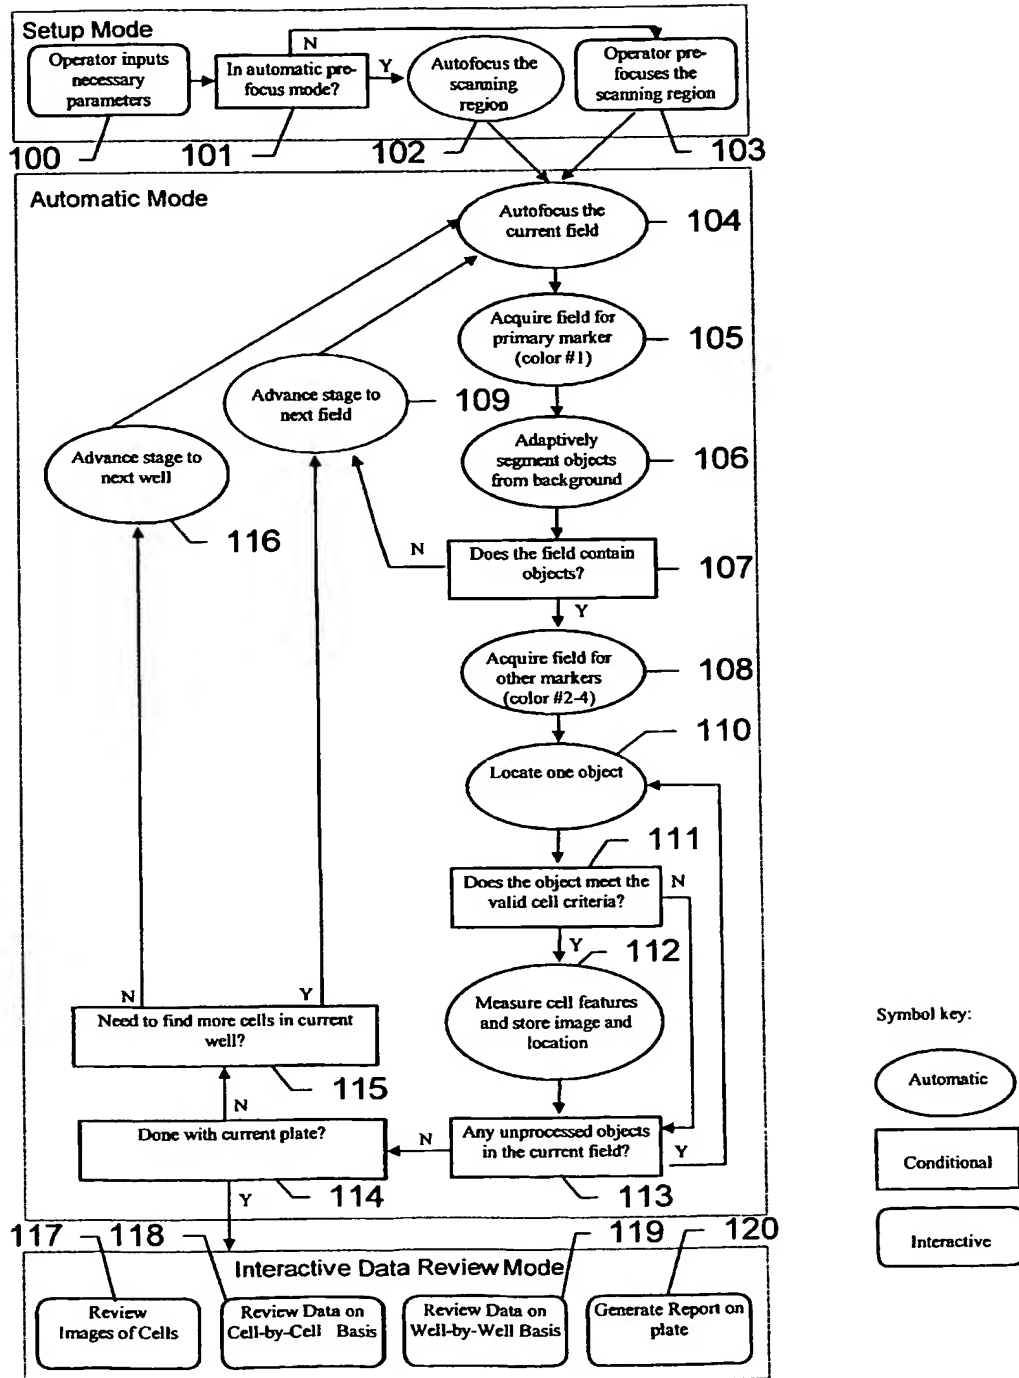 Setup Mode
Operator inputs
necessary
parameters
In automatic pre-
focus mode?
N
Y
Autofocus the
scanning
region
Operator pre-
focuses the
scanning region
100
101
102
103
Automatic Mode
Autofocus the
current field
104
Acquire field for
primary marker
(color #1)
105
Advance stage to
next field
109
Adaptively
segment objects
from background
106
Advance stage to
next well
116
N
Does the field contain
objects?
107
Y
Acquire field for
other markers
(color #2-4)
108
110
Locate one object
111
Does the object meet the
valid cell criteria?
N
Y
112
Measure cell features
and store image and
location
N
Y
Need to find more cells in current
well?
115
N
Done with current plate?
N
Any unprocessed objects
in the current field?
Y
114
113
Y
117
118
119
120
Interactive Data Review Mode
Review
Images of Cells
Review Data on
Cell-by-Cell Basis
Review Data on
Well-by-Well Basis
Generate Report on
plate
Symbol key:
Automatic
Conditional
Interactive